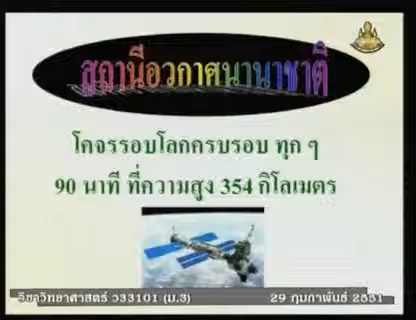 สถานีอวกาศนานาชาติ
โคจรรอบโลกครบรอบ ทุก ๆ
90 นาที ที่ความสูง 354 กิโลเมตร
วิชาวิทยาศาสตร์ ว33101 (ม.3) 29 กุมภาพันธ์ 2551